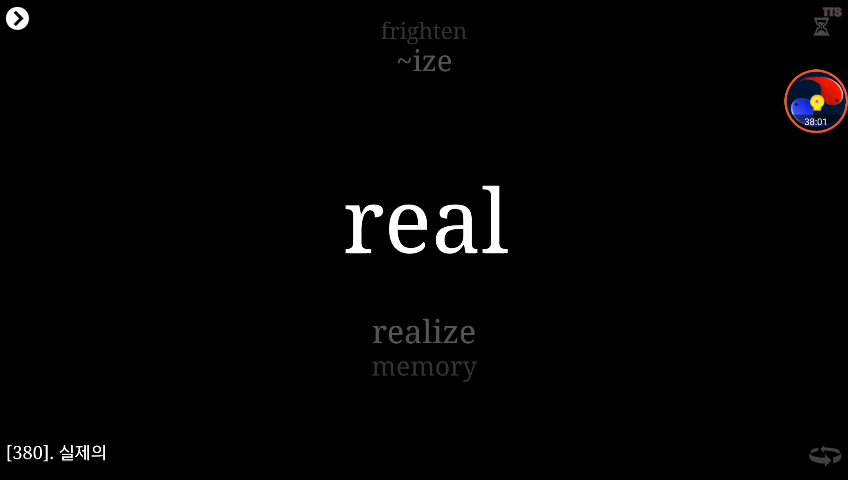 TTS
frighten
~ize
38:01
real
realize
memory
[380]. 실제의